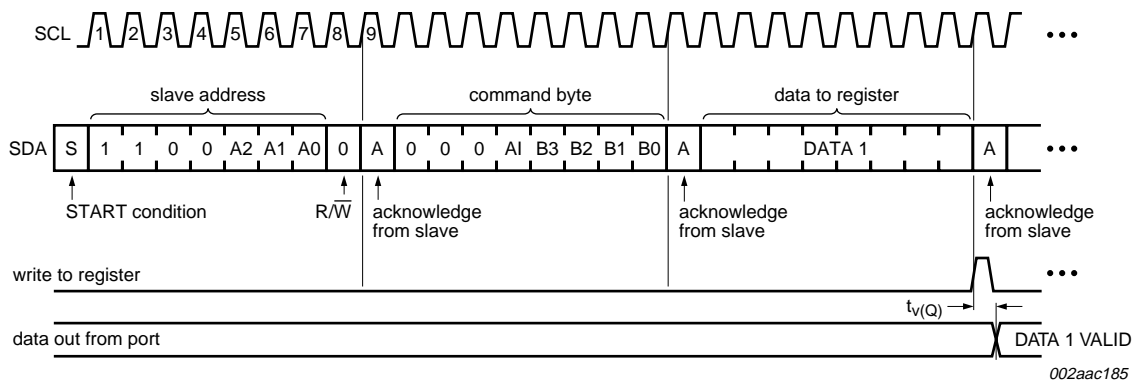 SCL 1 2 3 4 5 6 7 8 9
slave address command byte data to register
SDA S 1 1 0 0 A2 A1 A0 0 A 0 0 0 AI B3 B2 B1 B0 A DATA 1 A
START condition R/W̅ acknowledge from slave acknowledge from slave acknowledge from slave
write to register
tv(Q)
data out from port DATA 1 VALID
002aac185